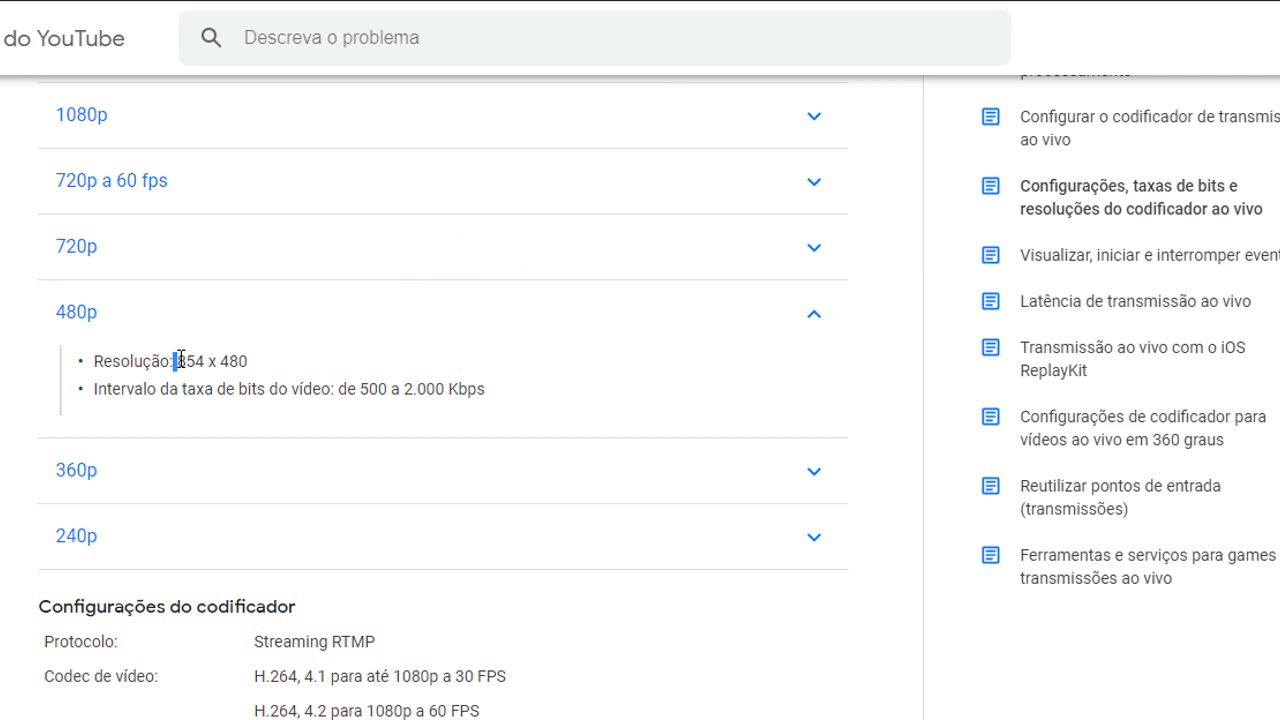 do YouTube
Descreva o problema
1080p
720p a 60 fps
720p
480p
• Resolução: 854 x 480
• Intervalo da taxa de bits do vídeo: de 500 a 2.000 Kbps
360p
240p
Configurações do codificador
Protocolo: Streaming RTMP
Codec de vídeo: H.264, 4.1 para até 1080p a 30 FPS
H.264, 4.2 para 1080p a 60 FPS
processamento
Configurar o codificador de transmis
ao vivo
Configurações, taxas de bits e
resoluções do codificador ao vivo
Visualizar, iniciar e interromper event
Latência de transmissão ao vivo
Transmissão ao vivo com o iOS
ReplayKit
Configurações de codificador para
vídeos ao vivo em 360 graus
Reutilizar pontos de entrada
(transmissões)
Ferramentas e serviços para games
transmissões ao vivo